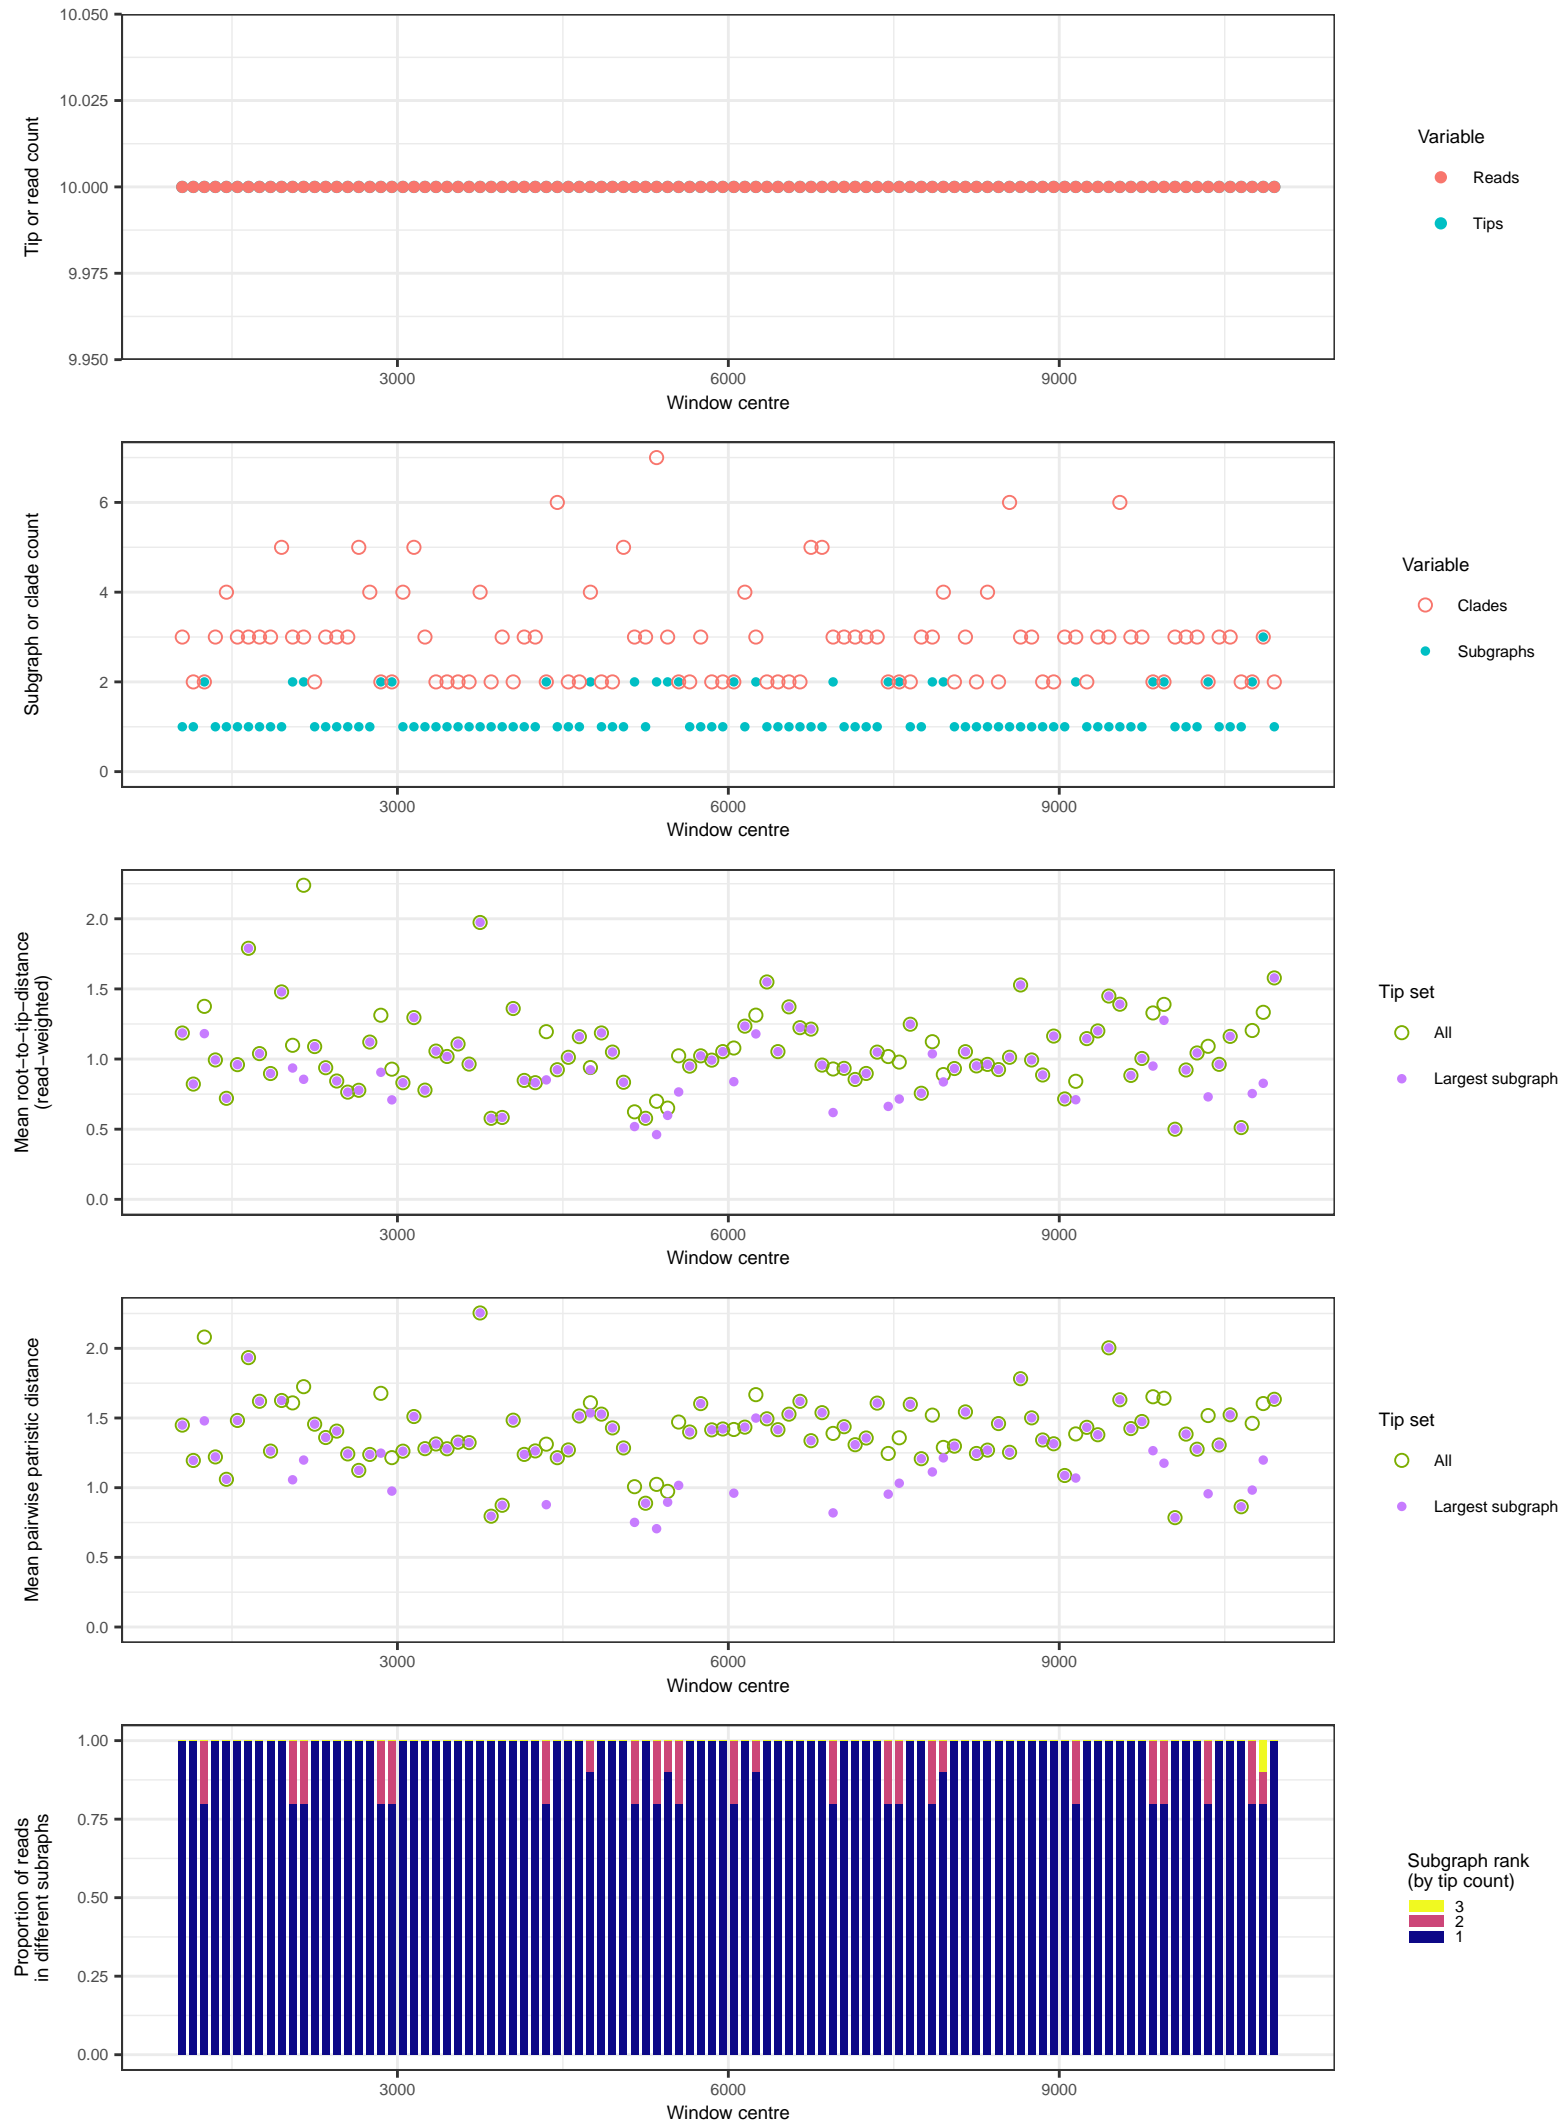 10.050
10.025
10.000
9.975
9.950
Tip or read count
3000 6000 9000
Window centre
Variable
Reads
Tips
6
4
2
0
Subgraph or clade count
3000 6000 9000
Window centre
Variable
Clades
Subgraphs
2.0
1.5
1.0
0.5
0.0
Mean root−to−tip−distance
(read−weighted)
3000 6000 9000
Window centre
Tip set
All
Largest subgraph
2.0
1.5
1.0
0.5
0.0
Mean pairwise patristic distance
3000 6000 9000
Window centre
Tip set
All
Largest subgraph
1.00
0.75
0.50
0.25
0.00
Proportion of reads
in different subraphs
3000 6000 9000
Window centre
Subgraph rank
(by tip count)
3
2
1